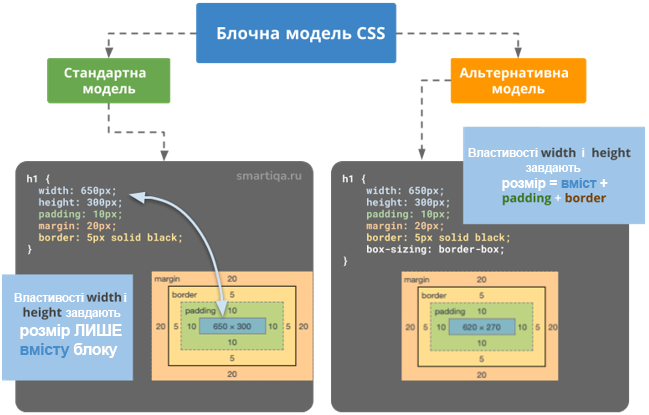 Блочна модель CSS
Стандартна
модель
Альтернативна
модель
smartiqa.ru
h1 {
width: 650px;
height: 300px;
padding: 10px;
margin: 20px;
border: 5px solid black;
}
Властивості width і
height завдають
розмір ЛИШЕ
вмісту блоку
margin 20
border 5
padding 10
20 5 10 650 × 300 10 5 20
10
5
20
Властивості width і height
завдають
розмір = вміст +
padding + border
h1 {
width: 650px;
height: 300px;
padding: 10px;
margin: 20px;
border: 5px solid black;
box-sizing: border-box;
}
margin 20
border 5
padding 10
20 5 10 620 × 270 10 5 20
10
5
20